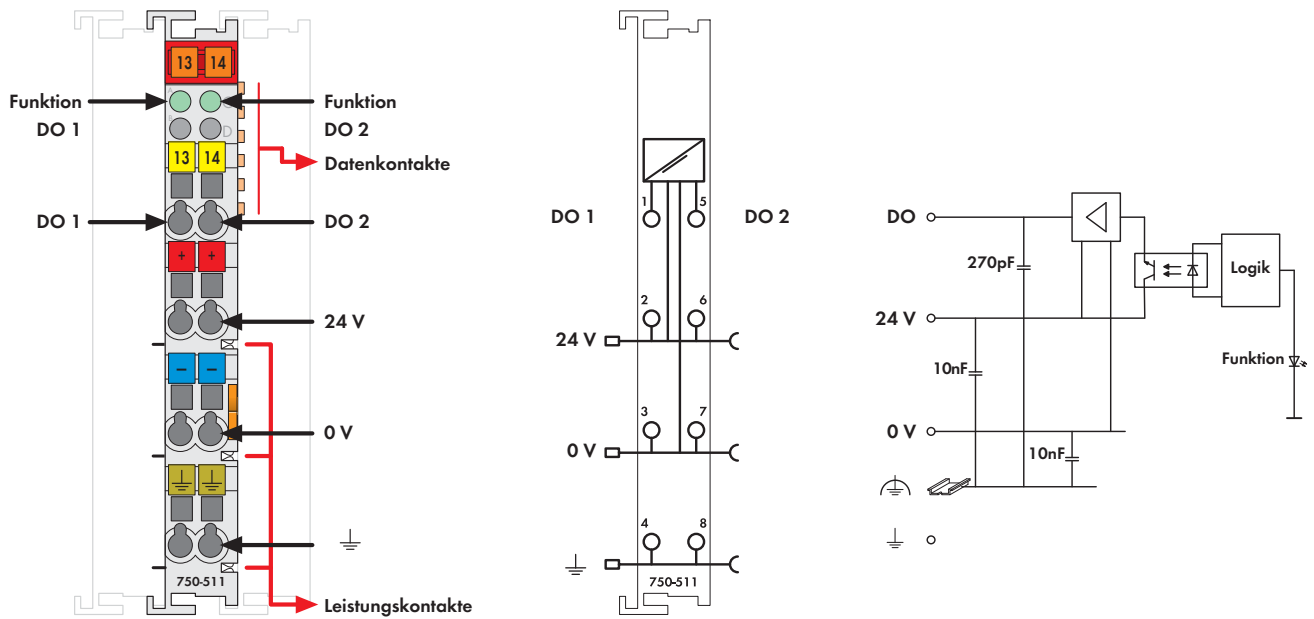 13 14
Funktion
DO 1
A
C
B
D
Funktion
DO 2
13 14
Datenkontakte
DO 1
DO 2
+ +
24 V
– –
0 V
750-511
Leistungskontakte
1
5
DO 1
DO 2
2
6
24 V
3
7
0 V
4
8
750-511
DO
270pF
Logik
24 V
10nF
Funktion
0 V
10nF